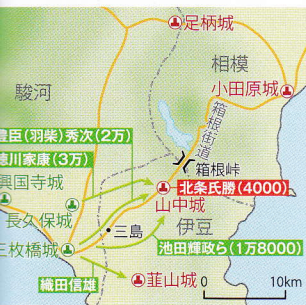 足柄城
相模
小田原城
駿河
箱根街道
豊臣(羽柴)秀次(2万)
徳川家康(3万)
箱根峠
興国寺城
北条氏勝(4000)
山中城
長久保城
伊豆
三島
三枚橋城
池田輝政ら(1万8000)
織田信雄
韮山城
0 10km